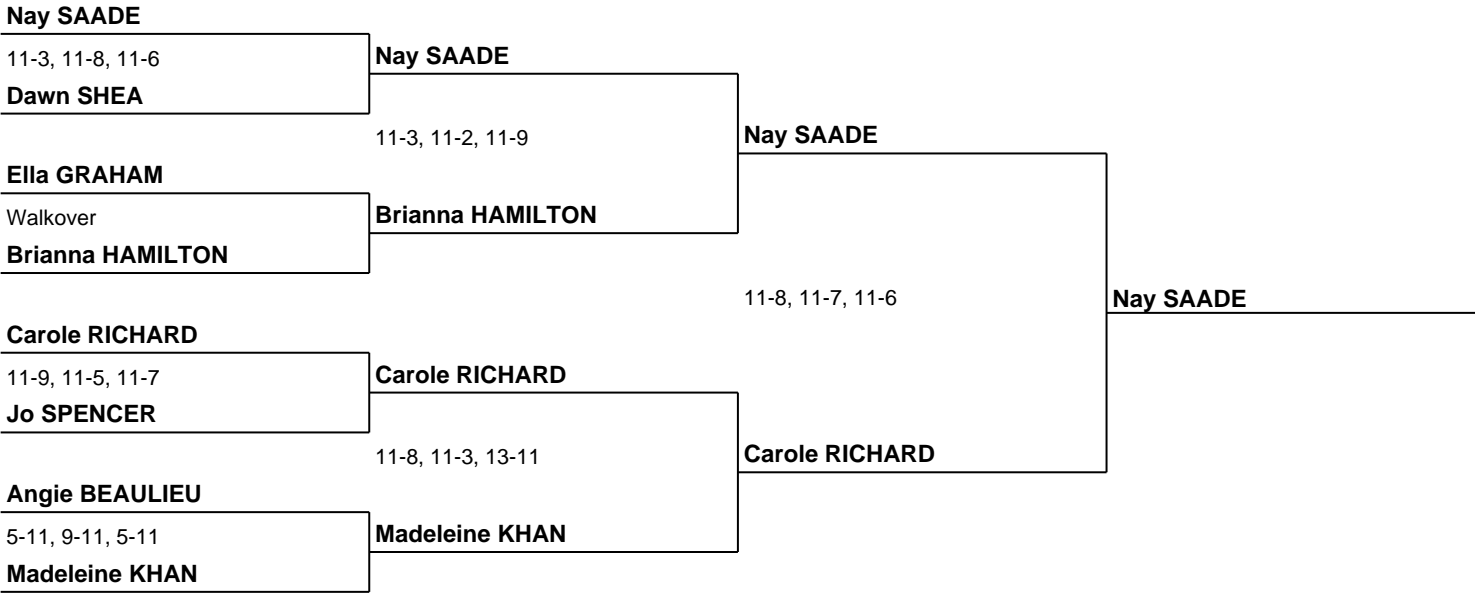 Nay SAADE
11-3, 11-8, 11-6
Nay SAADE
Dawn SHEA
11-3, 11-2, 11-9
Nay SAADE
Ella GRAHAM
Walkover
Brianna HAMILTON
Brianna HAMILTON
11-8, 11-7, 11-6
Nay SAADE
Carole RICHARD
11-9, 11-5, 11-7
Carole RICHARD
Jo SPENCER
11-8, 11-3, 13-11
Carole RICHARD
Angie BEAULIEU
5-11, 9-11, 5-11
Madeleine KHAN
Madeleine KHAN